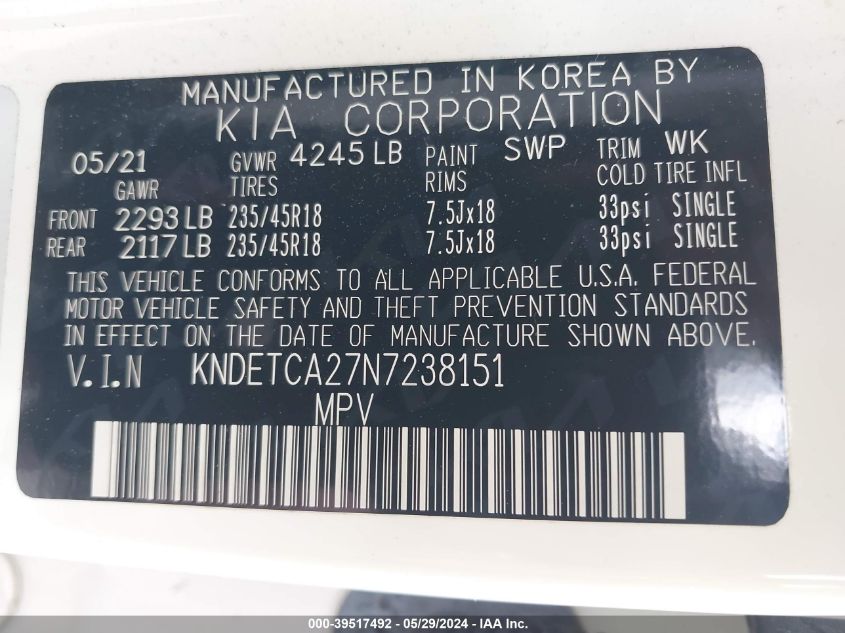 MANUFACTURED IN KOREA BY
KIA CORPORATION
05/21 GVWR 4245 LB PAINT SWP TRIM WK
GAWR TIRES RIMS COLD TIRE INFL
FRONT 2293 LB 235/45R18 7.5Jx18 33psi SINGLE
REAR 2117 LB 235/45R18 7.5Jx18 33psi SINGLE
THIS VEHICLE CONFORMS TO ALL APPLICABLE U.S.A. FEDERAL
MOTOR VEHICLE SAFETY AND THEFT PREVENTION STANDARDS
IN EFFECT ON THE DATE OF MANUFACTURE SHOWN ABOVE.
V.I.N KNDETCA27N7238151
MPV
000-39517492 - 05/29/2024 - IAA Inc.